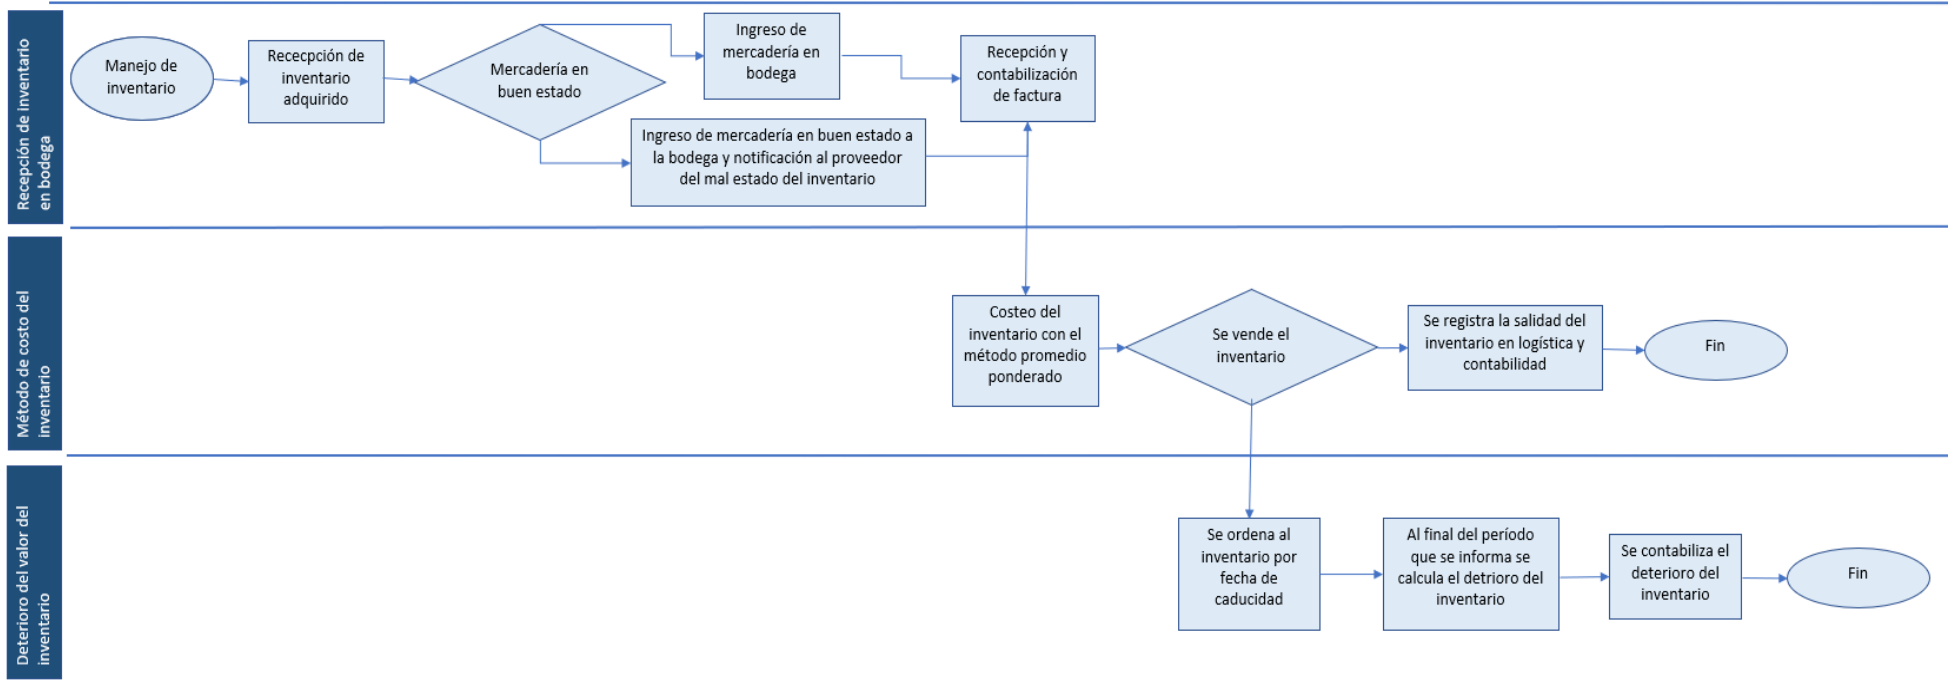 Recepción de inventario
en bodega
Manejo de
inventario
Rececpción de
inventario
adquirido
Mercadería en
buen estado
Ingreso de
mercadería en
bodega
Ingreso de mercadería en buen estado a
la bodega y notificación al proveedor
del mal estado del inventario
Recepción y
contabilización
de factura
Método de costo del
inventario
Costeo del
inventario con el
método promedio
ponderado
Se vende el
inventario
Se registra la salidad del
inventario en logística y
contabilidad
Fin
Deterioro del valor del
inventario
Se ordena al
inventario por
fecha de
caducidad
Al final del período
que se informa se
calcula el detrioro del
inventario
Se contabiliza el
deterioro del
inventario
Fin